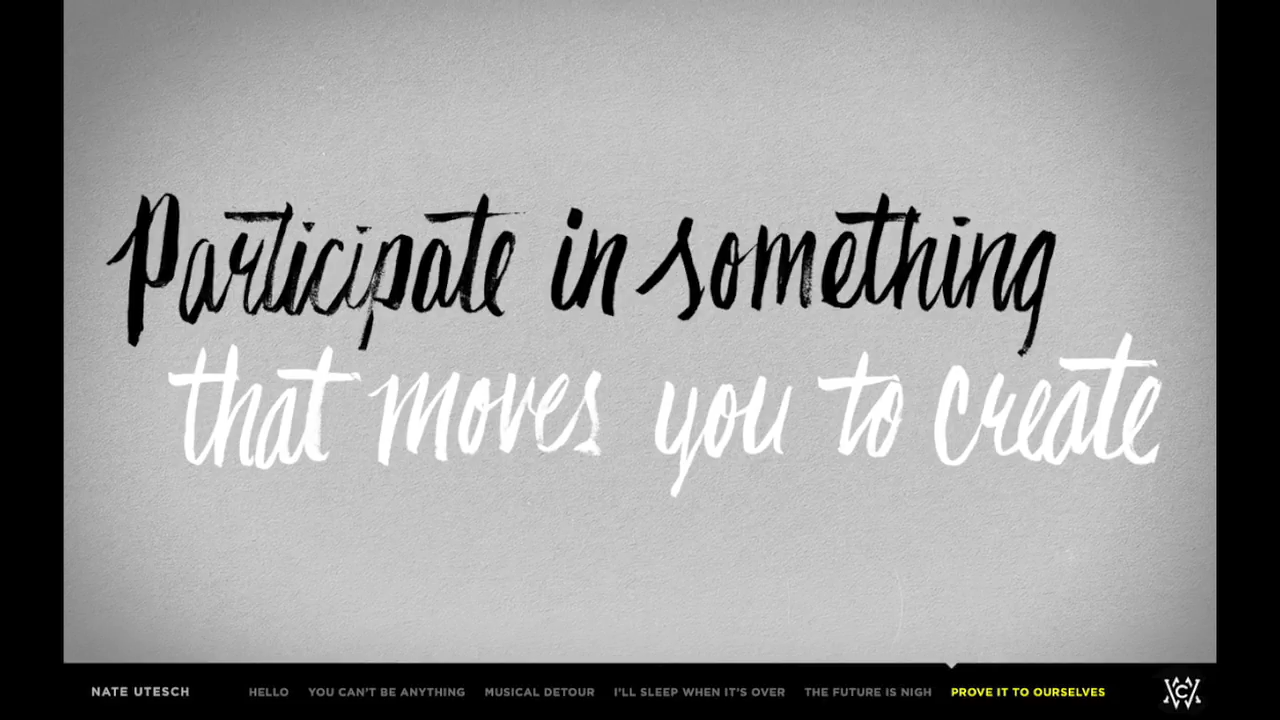 Participate in something
that moves you to create
NATE UTESCH HELLO YOU CAN'T BE ANYTHING MUSICAL DETOUR I'LL SLEEP WHEN IT'S OVER THE FUTURE IS NIGH PROVE IT TO OURSELVES